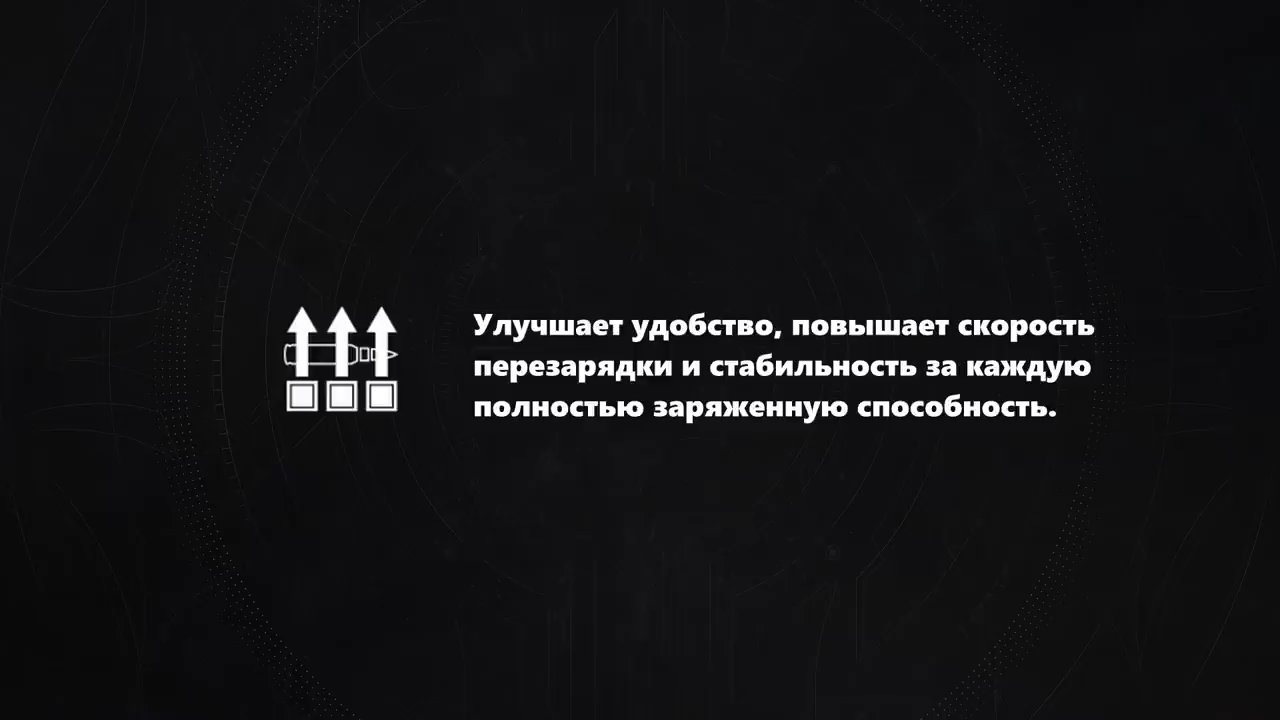 Улучшает удобство, повышает скорость
перезарядки и стабильность за каждую
полностью заряженную способность.